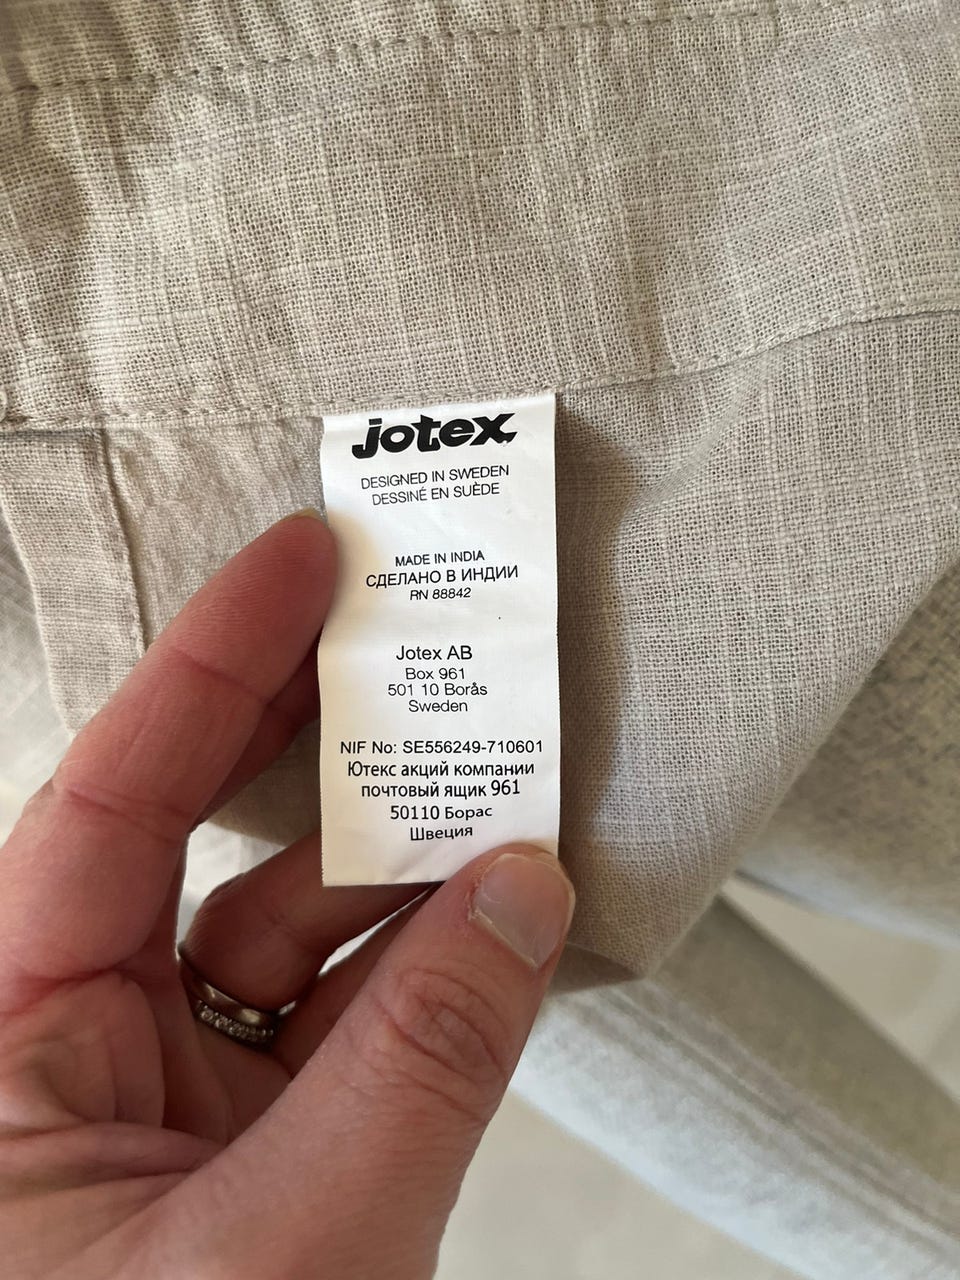 jotex
DESIGNED IN SWEDEN
DESSINÉ EN SUÈDE
MADE IN INDIA
СДЕЛАНО В ИНДИИ
RN 88842
Jotex AB
Box 961
501 10 Borås
Sweden
NIF No: SE556249-710601
Ютекс акций компании
почтовый ящик 961
50110 Борас
Швеция